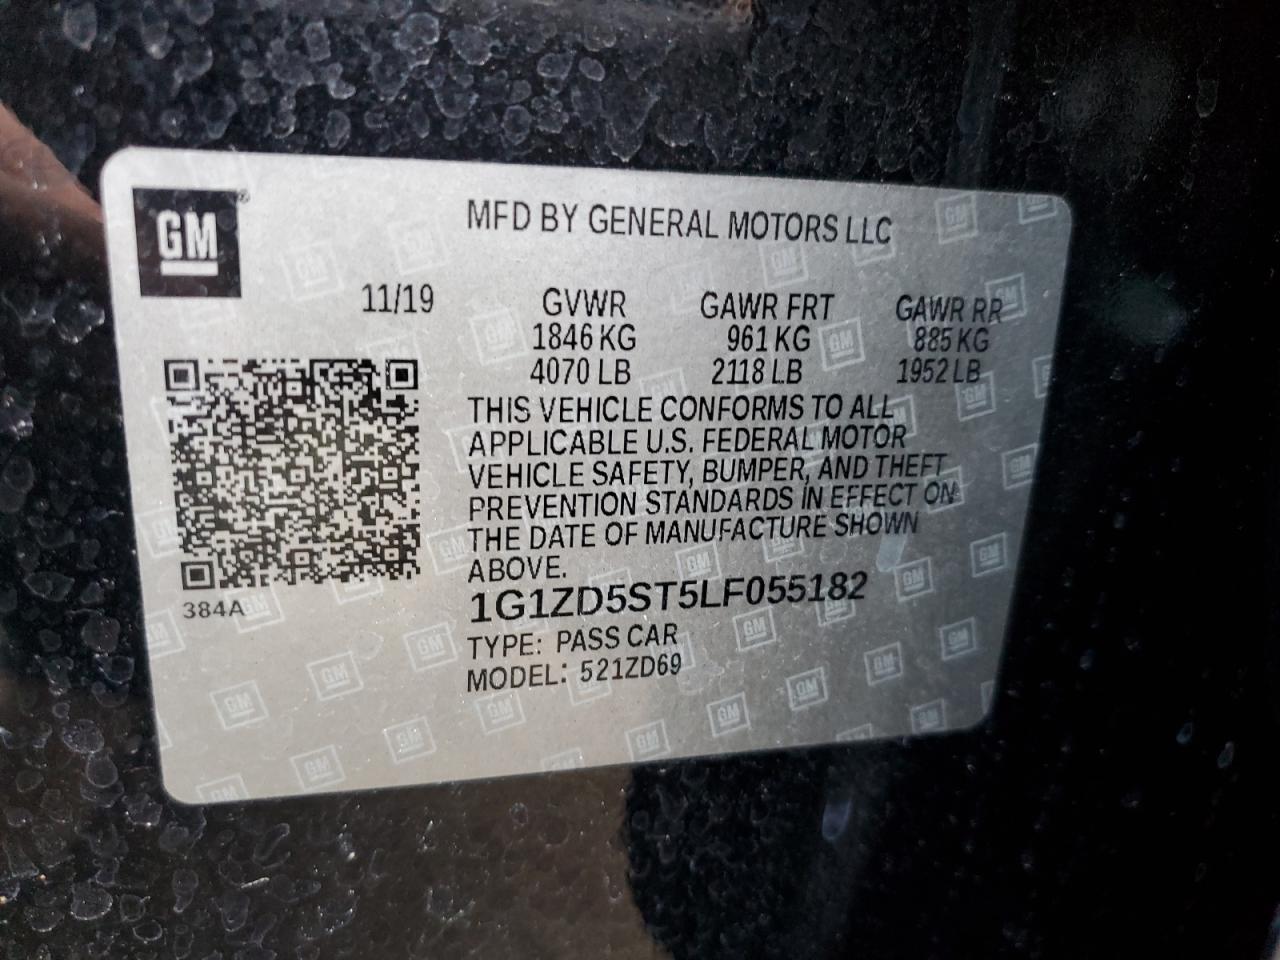 GM
MFD BY GENERAL MOTORS LLC
11/19
GVWR GAWR FRT GAWR RR
1846 KG 961 KG 885 KG
4070 LB 2118 LB 1952 LB
THIS VEHICLE CONFORMS TO ALL
APPLICABLE U.S. FEDERAL MOTOR
VEHICLE SAFETY, BUMPER, AND THEFT
PREVENTION STANDARDS IN EFFECT ON
THE DATE OF MANUFACTURE SHOWN
ABOVE.
384A
1G1ZD5ST5LF055182
TYPE: PASS CAR
MODEL: 521ZD69